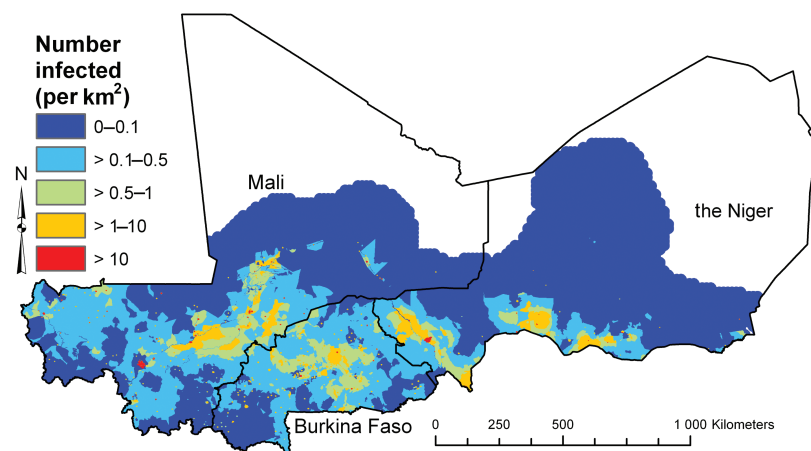 Number
infected
(per km²)
0–0.1
> 0.1–0.5
> 0.5–1
> 1–10
> 10
N
Mali
the Niger
Burkina Faso
0 250 500 1 000 Kilometers